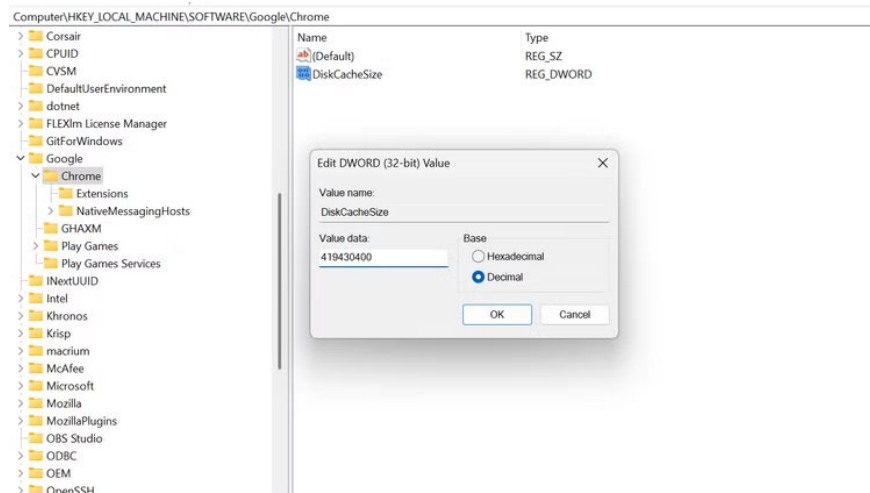 Computer\HKEY_LOCAL_MACHINE\SOFTWARE\Google\Chrome
Corsair
CPUID
CVSM
DefaultUserEnvironment
dotnet
FLEXlm License Manager
GitForWindows
Google
Chrome
Extensions
NativeMessagingHosts
GHAXM
Play Games
Play Games Services
INextUUID
Intel
Khronos
Krisp
macrium
McAfee
Microsoft
Mozilla
MozillaPlugins
OBS Studio
ODBC
OEM
OpenSSH
Name Type
ab (Default) REG_SZ
DiskCacheSize REG_DWORD
Edit DWORD (32-bit) Value
Value name:
DiskCacheSize
Value data: Base
419430400 Hexadecimal
Decimal
OK Cancel